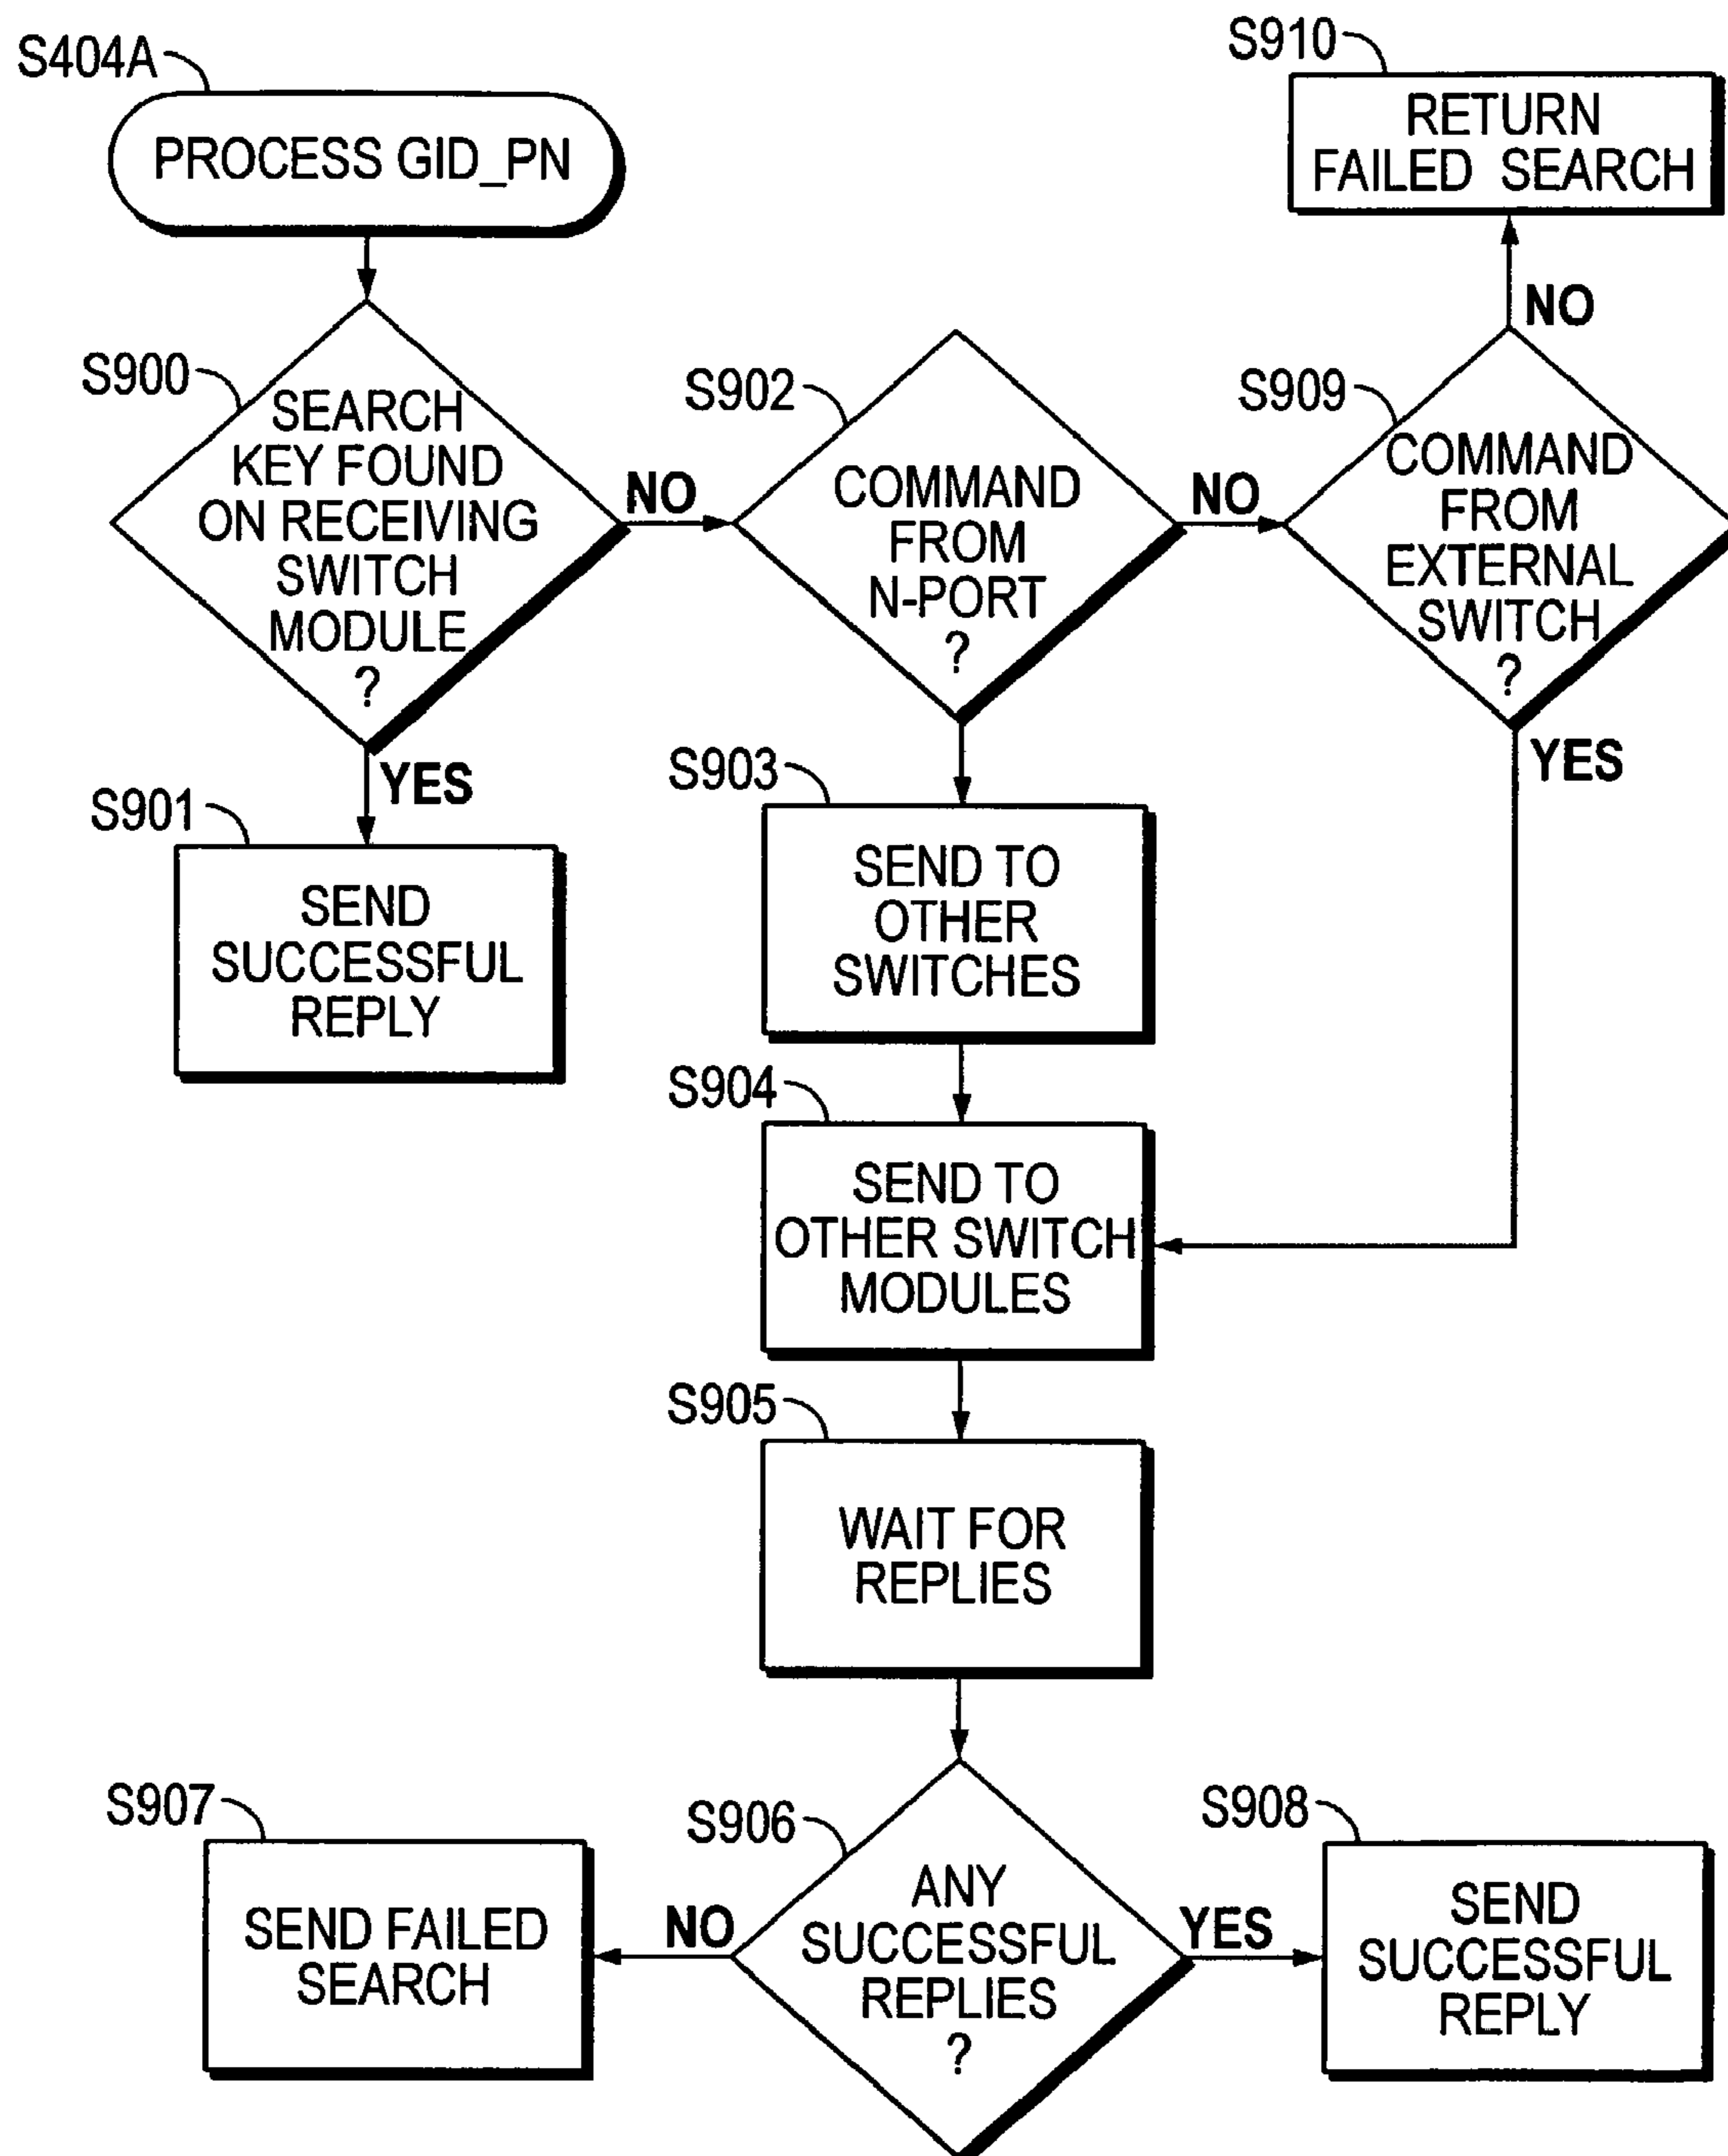 S404A
PROCESS GID_PN
S910
RETURN
FAILED SEARCH
NO
S900
SEARCH
KEY FOUND
ON RECEIVING
SWITCH
MODULE
?
NO
S902
COMMAND
FROM
N-PORT
?
NO
S909
COMMAND
FROM
EXTERNAL
SWITCH
?
YES
YES
S901
SEND
SUCCESSFUL
REPLY
S903
SEND TO
OTHER
SWITCHES
S904
SEND TO
OTHER SWITCH
MODULES
S905
WAIT FOR
REPLIES
S907
SEND FAILED
SEARCH
NO
S906
ANY
SUCCESSFUL
REPLIES
?
YES
S908
SEND
SUCCESSFUL
REPLY